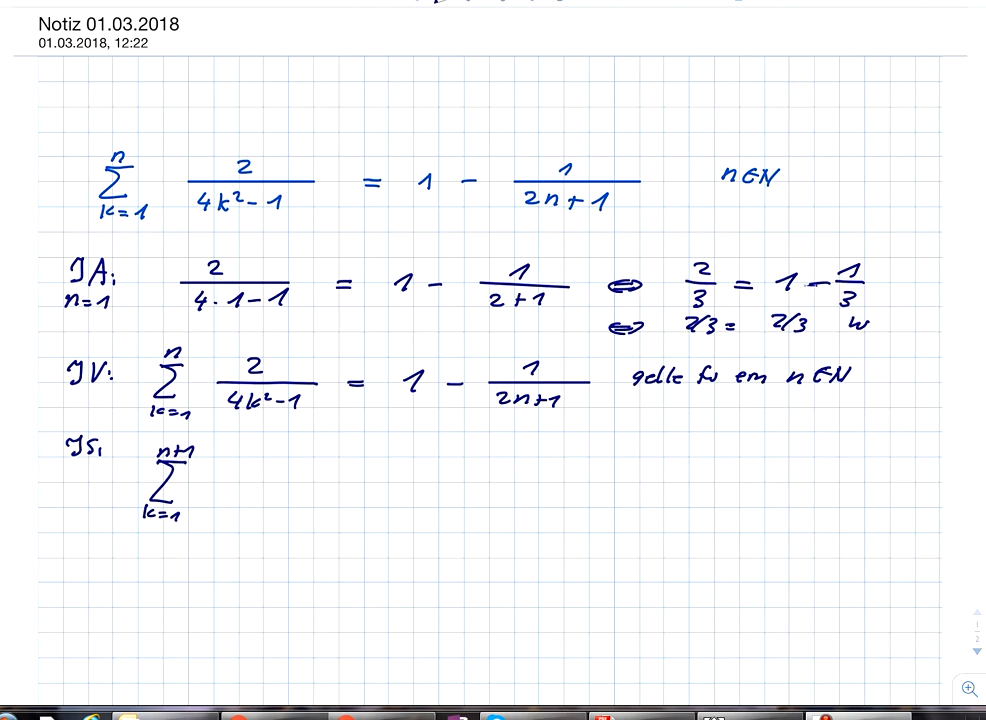 Notiz 01.03.2018
01.03.2018, 12:22
n
∑ 2/(4k²-1) = 1 - 1/(2n+1) n∈N
k=1
IA: 2/(4·1-1) = 1 - 1/(2+1) ⇔ 2/3 = 1 - 1/3
n=1 ⇔ 2/3 = 2/3 w
n
IV: ∑ 2/(4k²-1) = 1 - 1/(2n+1) gelte für ein n∈N
k=1
IS: n+1
∑
k=1
1
2